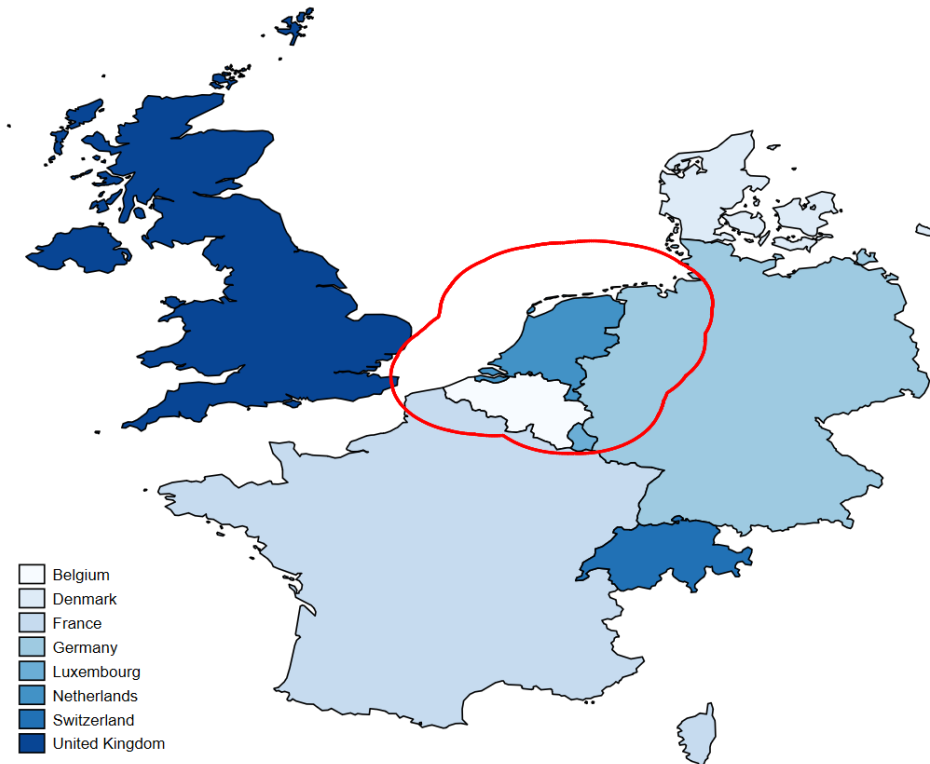 Belgium
Denmark
France
Germany
Luxembourg
Netherlands
Switzerland
United Kingdom